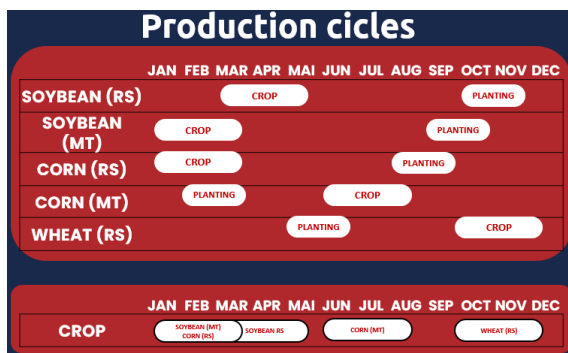 Production cicles
JAN FEB MAR APR MAI JUN JUL AUG SEP OCT NOV DEC
SOYBEAN (RS) CROP PLANTING
SOYBEAN
(MT) CROP PLANTING
CORN (RS) CROP PLANTING
CORN (MT) PLANTING CROP
WHEAT (RS) PLANTING CROP
JAN FEB MAR APR MAI JUN JUL AUG SEP OCT NOV DEC
CROP SOYBEAN (MT)
CORN (RS) SOYBEAN RS CORN (MT) WHEAT (RS)